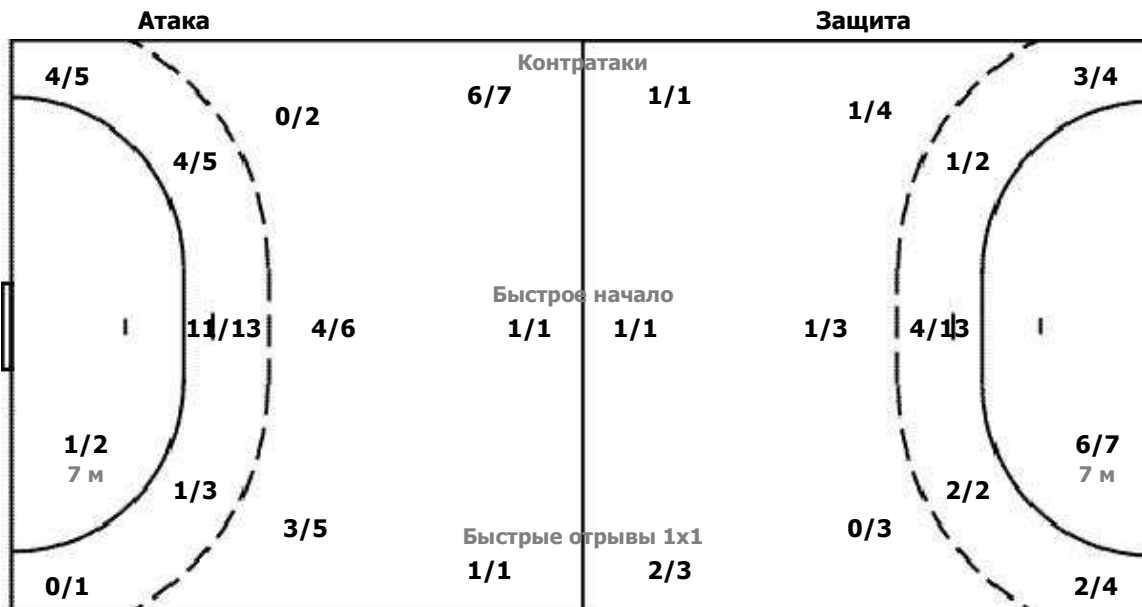 Атака Защита
Контратаки
4/5 0/2 6/7 1/1 1/4 3/4
4/5 1/2
Быстрое начало
11/13 4/6 1/1 1/1 1/3 4/13
1/2 6/7
7 м 7 м
1/3 2/2
3/5 Быстрые отрывы 1x1 0/3
0/1 1/1 2/3 2/4